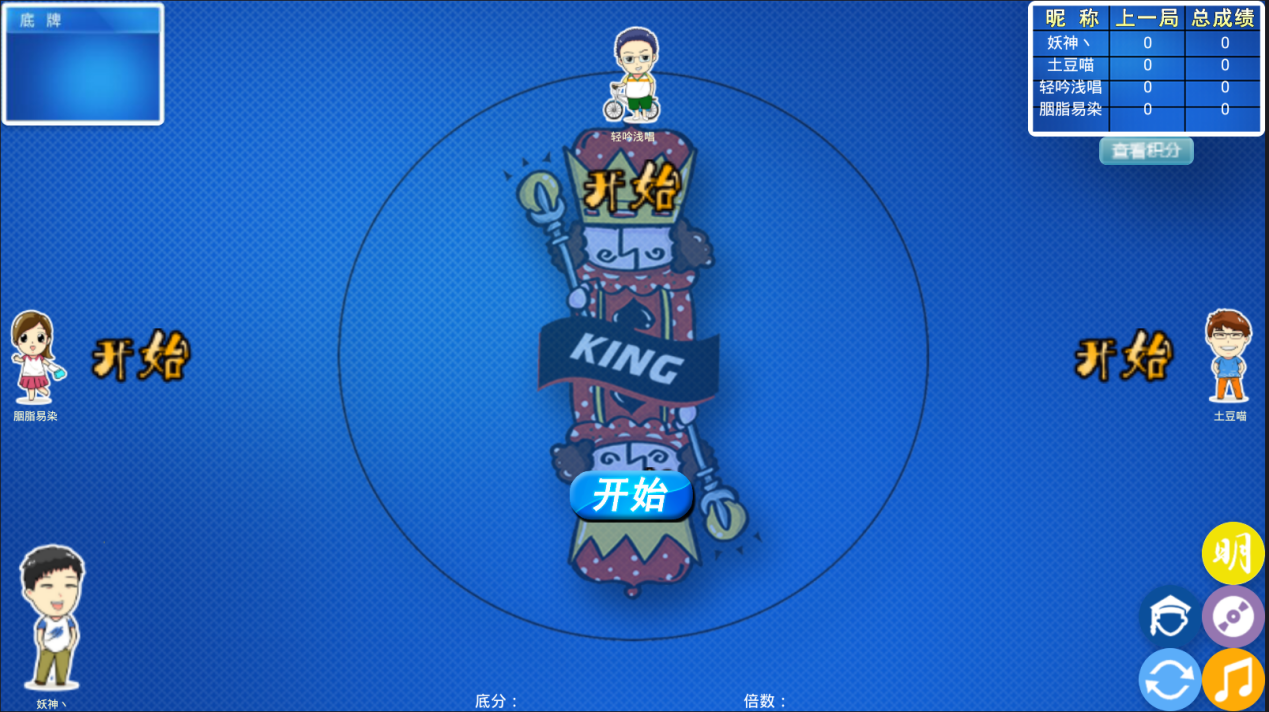 底 牌
昵 称 上一局 总成绩
妖神丶 0 0
土豆喵 0 0
轻吟浅唱 0 0
胭脂易染 0 0
查看积分
轻吟浅唱
开始
KING
开始
胭脂易染
开始
土豆喵
开始
明
妖神丶
底分：
倍数：